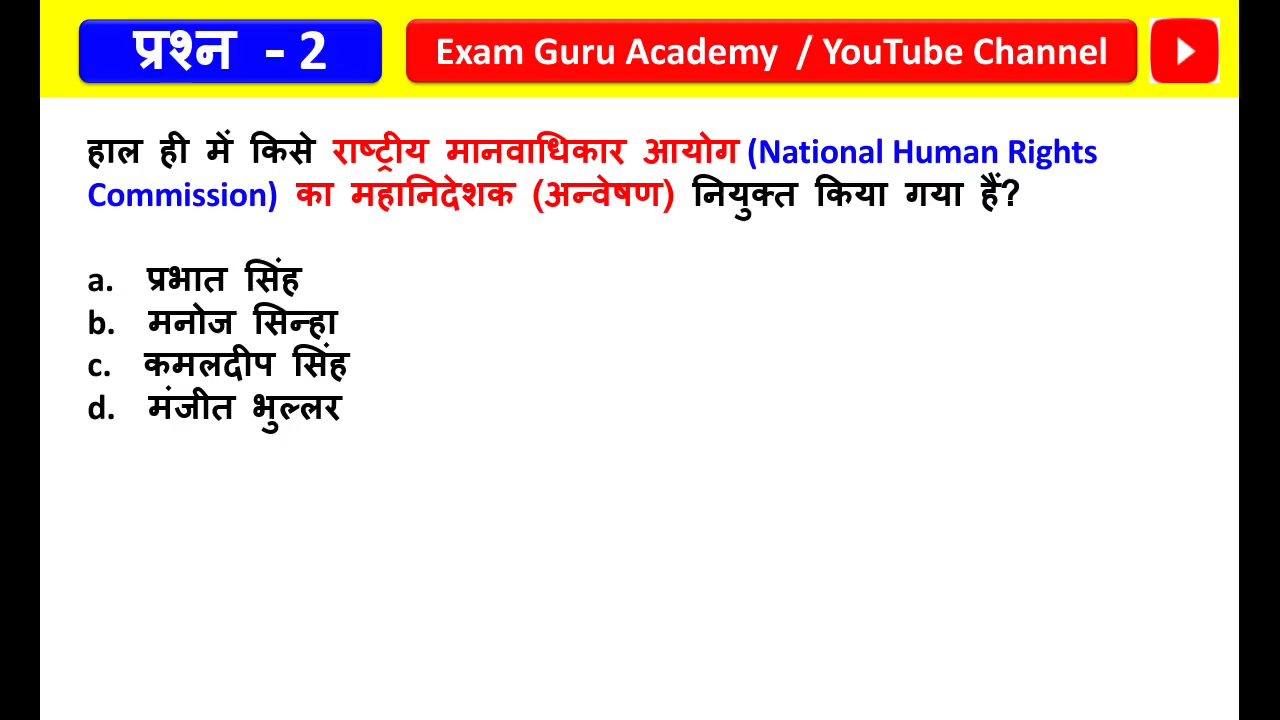 प्रश्न - 2
Exam Guru Academy / YouTube Channel
हाल ही में किसे राष्ट्रीय मानवाधिकार आयोग (National Human Rights
Commission) का महानिदेशक (अन्वेषण) नियुक्त किया गया हैं?
a. प्रभात सिंह
b. मनोज सिन्हा
c. कमलदीप सिंह
d. मंजीत भुल्लर